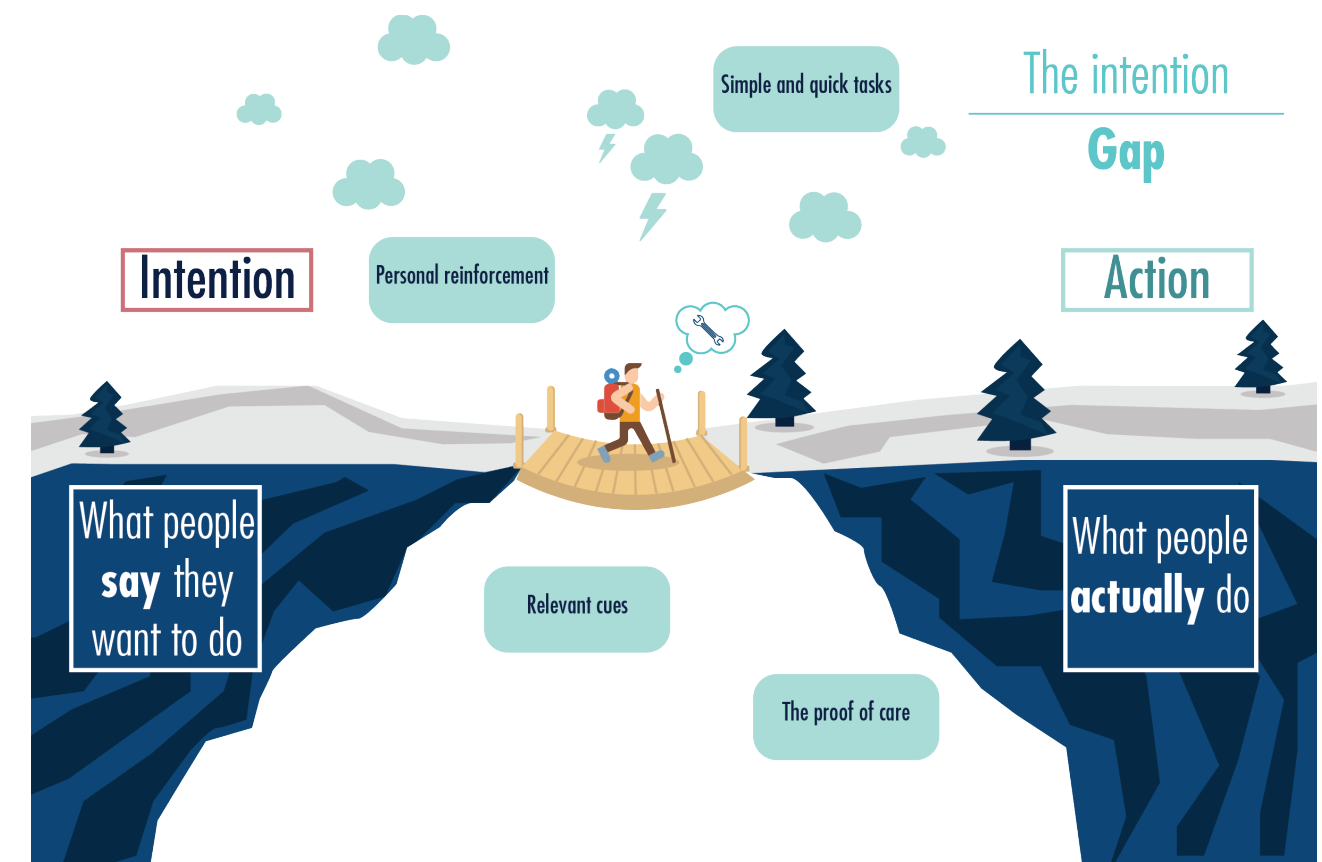 The intention
Gap
Simple and quick tasks
Intention
Personal reinforcement
Action
What people
say they
want to do
What people
actually do
Relevant cues
The proof of care